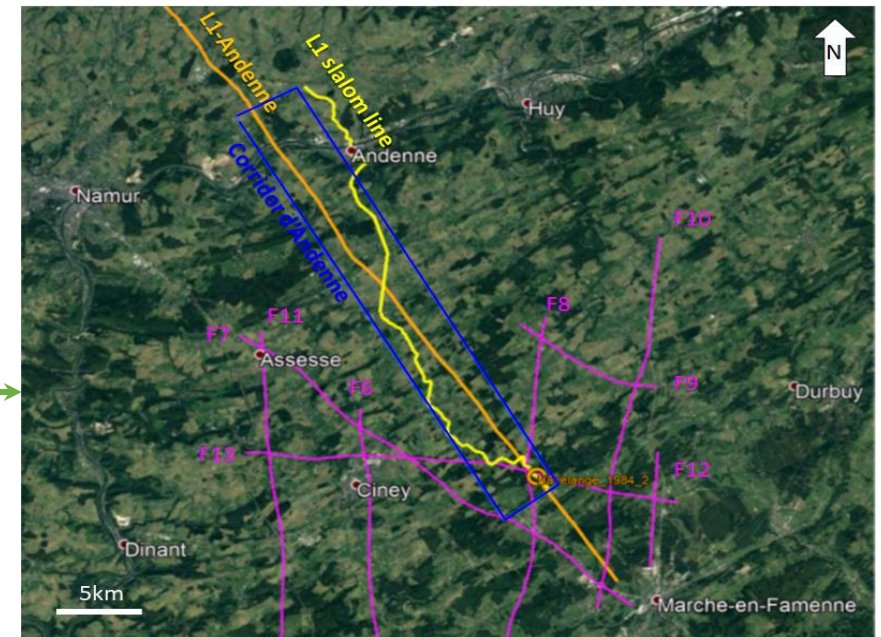 L1-Andenne
L1 slalom line
N
Huy
Andenne
Corridor d'Andenne
Namur
F10
F8
F11
F7
Assesse
F6
F9
Durbuy
F13
F12
Ciney
Dinant
5km
Marche-en-Famenne